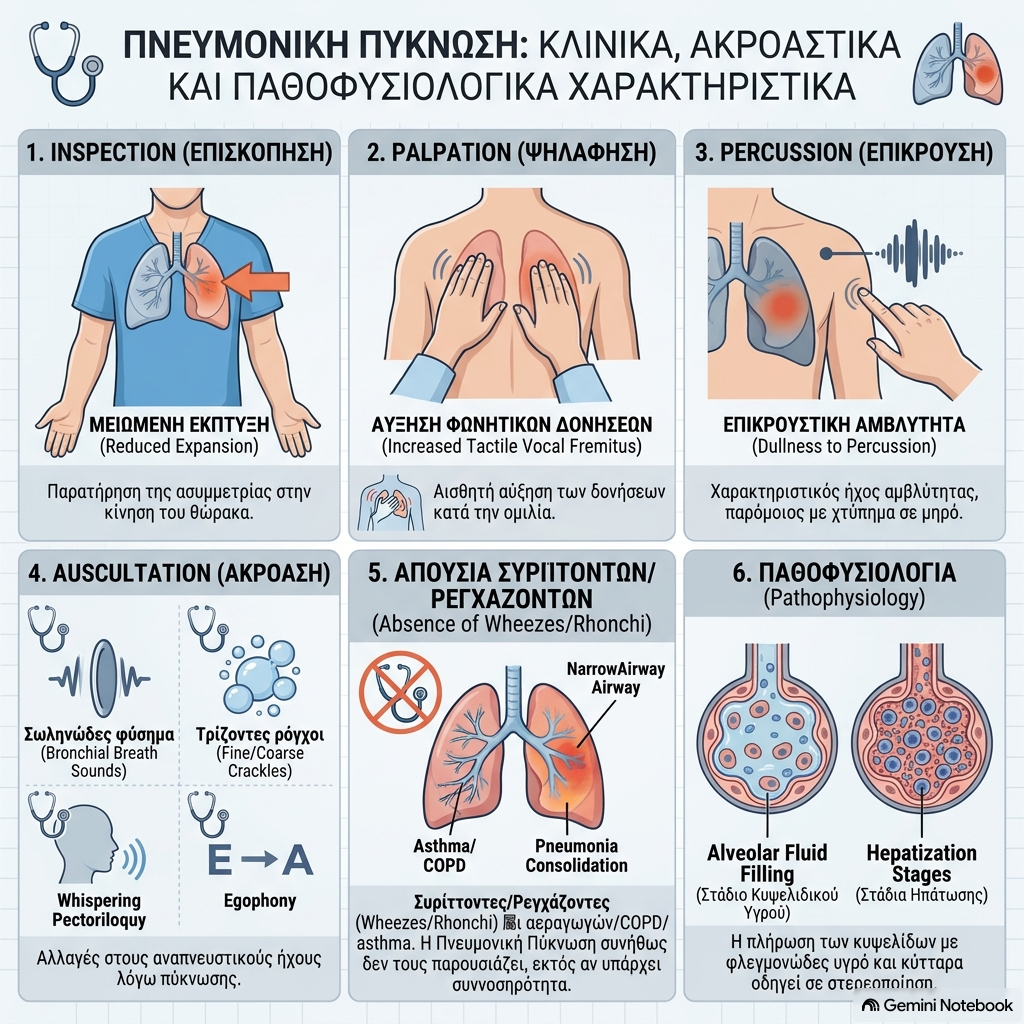 ΠΝΕΥΜΟΝΙΚΗ ΠΥΚΝΩΣΗ: ΚΛΙΝΙΚΑ, ΑΚΡΟΑΣΤΙΚΑ
ΚΑΙ ΠΑΘΟΦΥΣΙΟΛΟΓΙΚΑ ΧΑΡΑΚΤΗΡΙΣΤΙΚΑ
1. INSPECTION (ΕΠΙΣΚΟΠΗΣΗ)
ΜΕΙΩΜΕΝΗ ΕΚΠΤΥΞΗ
(Reduced Expansion)
Παρατήρηση της ασυμμετρίας στην
κίνηση του θώρακα.
2. PALPATION (ΨΗΛΑΦΗΣΗ)
ΑΥΞΗΣΗ ΦΩΝΗΤΙΚΩΝ ΔΟΝΗΣΕΩΝ
(Increased Tactile Vocal Fremitus)
Αισθητή αύξηση των δονήσεων
κατά την ομιλία.
3. PERCUSSION (ΕΠΙΚΡΟΥΣΗ)
ΕΠΙΚΡΟΥΣΤΙΚΗ ΑΜΒΛΥΤΗΤΑ
(Dullness to Percussion)
Χαρακτηριστικός ήχος αμβλύτητας,
παρόμοιος με χτύπημα σε μηρό.
4. AUSCULTATION (ΑΚΡΟΑΣΗ)
Σωληνώδες φύσημα
(Bronchial Breath
Sounds)
Τρίζοντες ρόγχοι
(Fine/Coarse
Crackles)
Whispering
Pectoriloquy
E → A
Egophony
Αλλαγές στους αναπνευστικούς ήχους
λόγω πύκνωσης.
5. ΑΠΟΥΣΙΑ ΣΥΡΙΤΤΟΝΤΩΝ/
ΡΕΓΧΑΖΟΝΤΩΝ
(Absence of Wheezes/Rhonchi)
NarrowAirway
Airway
Asthma/
COPD
Pneumonia
Consolidation
Συρίττοντες/Ρεγχάζοντες
(Wheezes/Rhonchi) αεραγωγών/COPD/
asthma. Η Πνευμονική Πύκνωση συνήθως
δεν τους παρουσιάζει, εκτός αν υπάρχει
συννοσηρότητα.
6. ΠΑΘΟΦΥΣΙΟΛΟΓΙΑ
(Pathophysiology)
Alveolar Fluid
Filling
(Στάδιο Κυψελιδικού
Υγρού)
Hepatization
Stages
(Στάδια Ηπάτωσης)
Η πλήρωση των κυψελίδων με
φλεγμονώδες υγρό και κύτταρα
οδηγεί σε στερεοποίηση.
Gemini Notebook